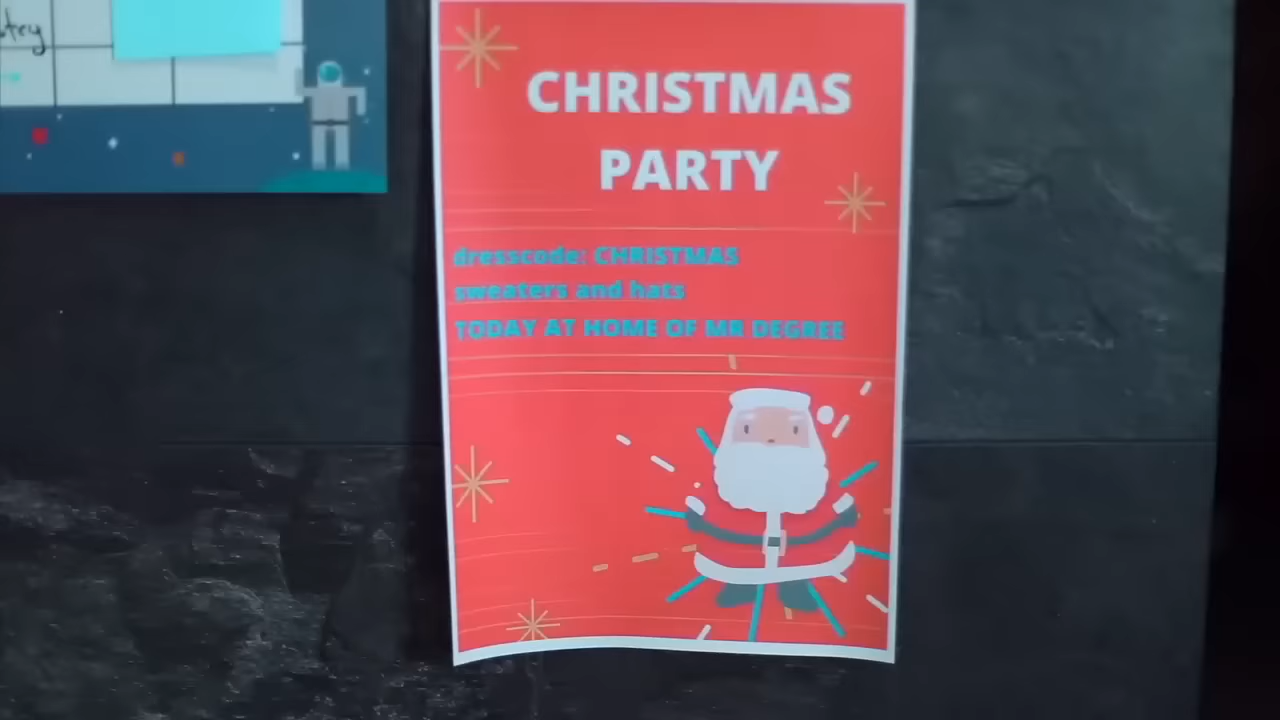 CHRISTMAS
PARTY
dresscode: CHRISTMAS
sweaters and hats
TODAY AT HOME OF MR DEGREE